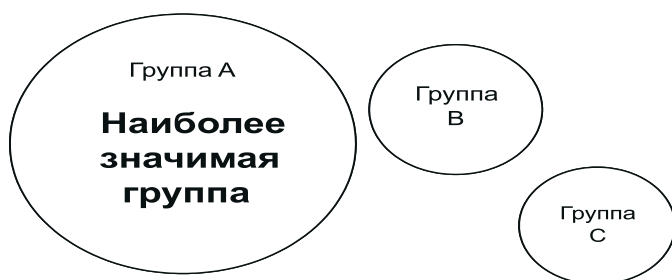 Группа А
Наиболее
значимая
группа
Группа
В
Группа
С